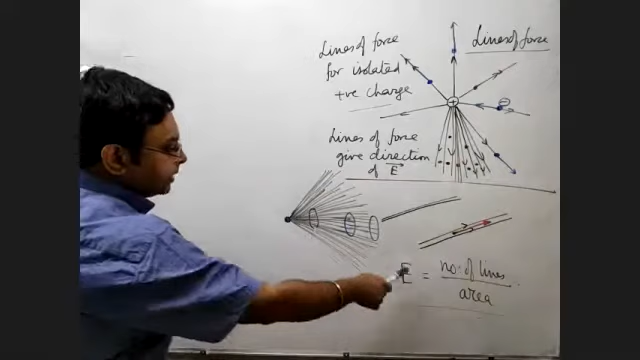 Lines of force
for isolated
+ve charge
Lines of force
+
-
Lines of force
give direction
of E
E = no. of lines
area